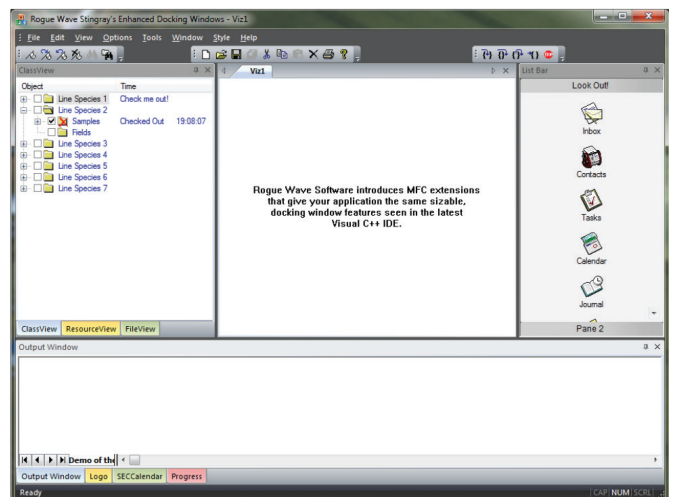 Rogue Wave Stingray's Enhanced Docking Windows - Viz1
File Edit View Options Tools Window Style Help
ClassView
Viz1
List Bar
Object Time
Look Out!
Line Species 1 Check me out!
Line Species 2
Samples Checked Out 19:08:07
Fields
Line Species 3
Line Species 4
Line Species 5
Line Species 6
Line Species 7
Rogue Wave Software introduces MFC extensions
that give your application the same sizable,
docking window features seen in the latest
Visual C++ IDE.
Inbox
Contacts
Tasks
Calendar
Journal
Pane 2
ClassView ResourceView FileView
Output Window
Demo of the
Output Window Logo SECCalendar Progress
Ready
CAP NUM SCRL